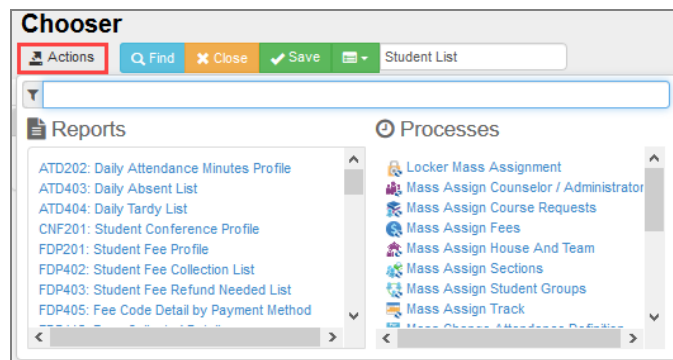 Chooser
Actions Find Close Save Student List
Reports
ATD202: Daily Attendance Minutes Profile
ATD403: Daily Absent List
ATD404: Daily Tardy List
CNF201: Student Conference Profile
FDP201: Student Fee Profile
FDP402: Student Fee Collection List
FDP403: Student Fee Refund Needed List
FDP405: Fee Code Detail by Payment Method
Processes
Locker Mass Assignment
Mass Assign Counselor / Administrator
Mass Assign Course Requests
Mass Assign Fees
Mass Assign House And Team
Mass Assign Sections
Mass Assign Student Groups
Mass Assign Track
Mass Change Attendance Definition